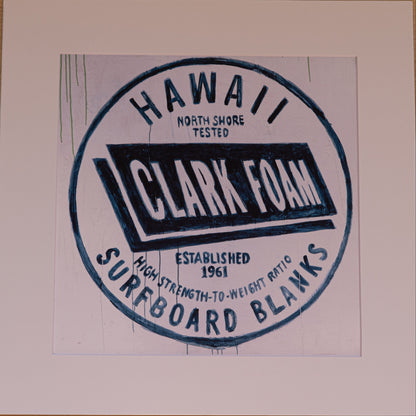 HAWAII
NORTH SHORE
TESTED
CLARK FOAM
ESTABLISHED
1961
HIGH STRENGTH-TO-WEIGHT RATIO
SURFBOARD BLANKS